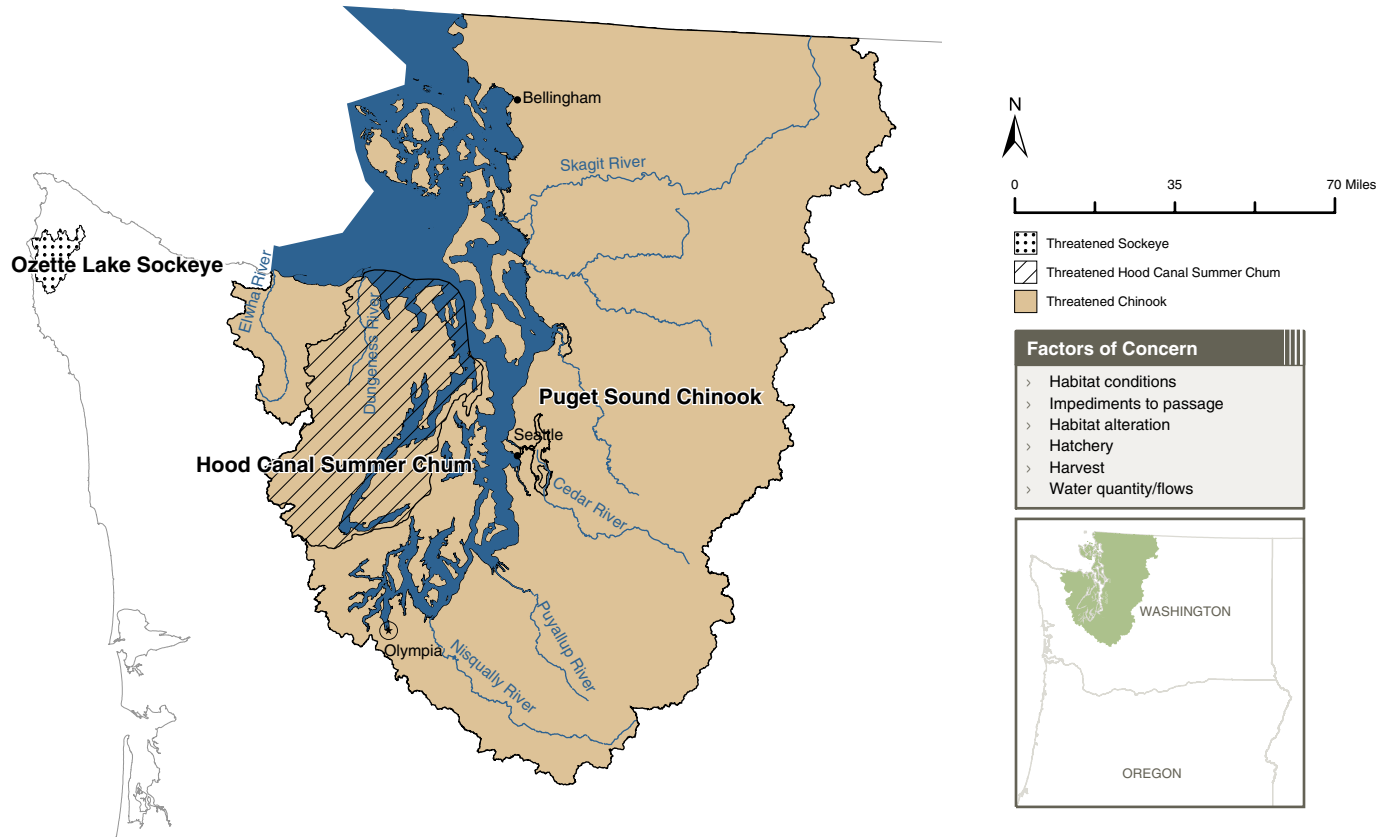 Bellingham
Skagit River
Ozette Lake Sockeye
Elwha River
Dungeness River
Puget Sound Chinook
Seattle
Hood Canal Summer Chum
Cedar River
Puyallup River
Olympia
Nisqually River
N
0 35 70 Miles
Threatened Sockeye
Threatened Hood Canal Summer Chum
Threatened Chinook
Factors of Concern
› Habitat conditions
› Impediments to passage
› Habitat alteration
› Hatchery
› Harvest
› Water quantity/flows
WASHINGTON
OREGON